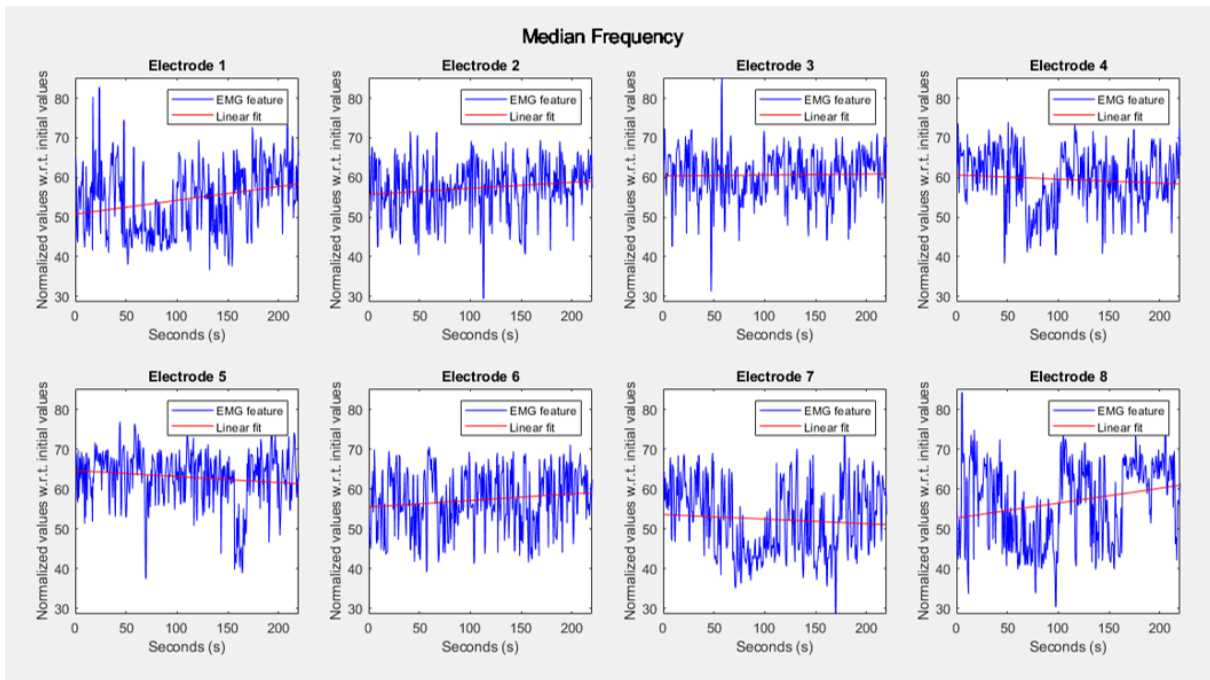 Median Frequency
Electrode 1
Normalized values w.r.t. initial values
80
70
60
50
40
30
EMG feature
Linear fit
0 50 100 150 200
Seconds (s)
Electrode 2
Normalized values w.r.t. initial values
80
70
60
50
40
30
EMG feature
Linear fit
0 50 100 150 200
Seconds (s)
Electrode 3
Normalized values w.r.t. initial values
80
70
60
50
40
30
EMG feature
Linear fit
0 50 100 150 200
Seconds (s)
Electrode 4
Normalized values w.r.t. initial values
80
70
60
50
40
30
EMG feature
Linear fit
0 50 100 150 200
Seconds (s)
Electrode 5
Normalized values w.r.t. initial values
80
70
60
50
40
30
EMG feature
Linear fit
0 50 100 150 200
Seconds (s)
Electrode 6
Normalized values w.r.t. initial values
80
70
60
50
40
30
EMG feature
Linear fit
0 50 100 150 200
Seconds (s)
Electrode 7
Normalized values w.r.t. initial values
80
70
60
50
40
30
EMG feature
Linear fit
0 50 100 150 200
Seconds (s)
Electrode 8
Normalized values w.r.t. initial values
80
70
60
50
40
30
EMG feature
Linear fit
0 50 100 150 200
Seconds (s)